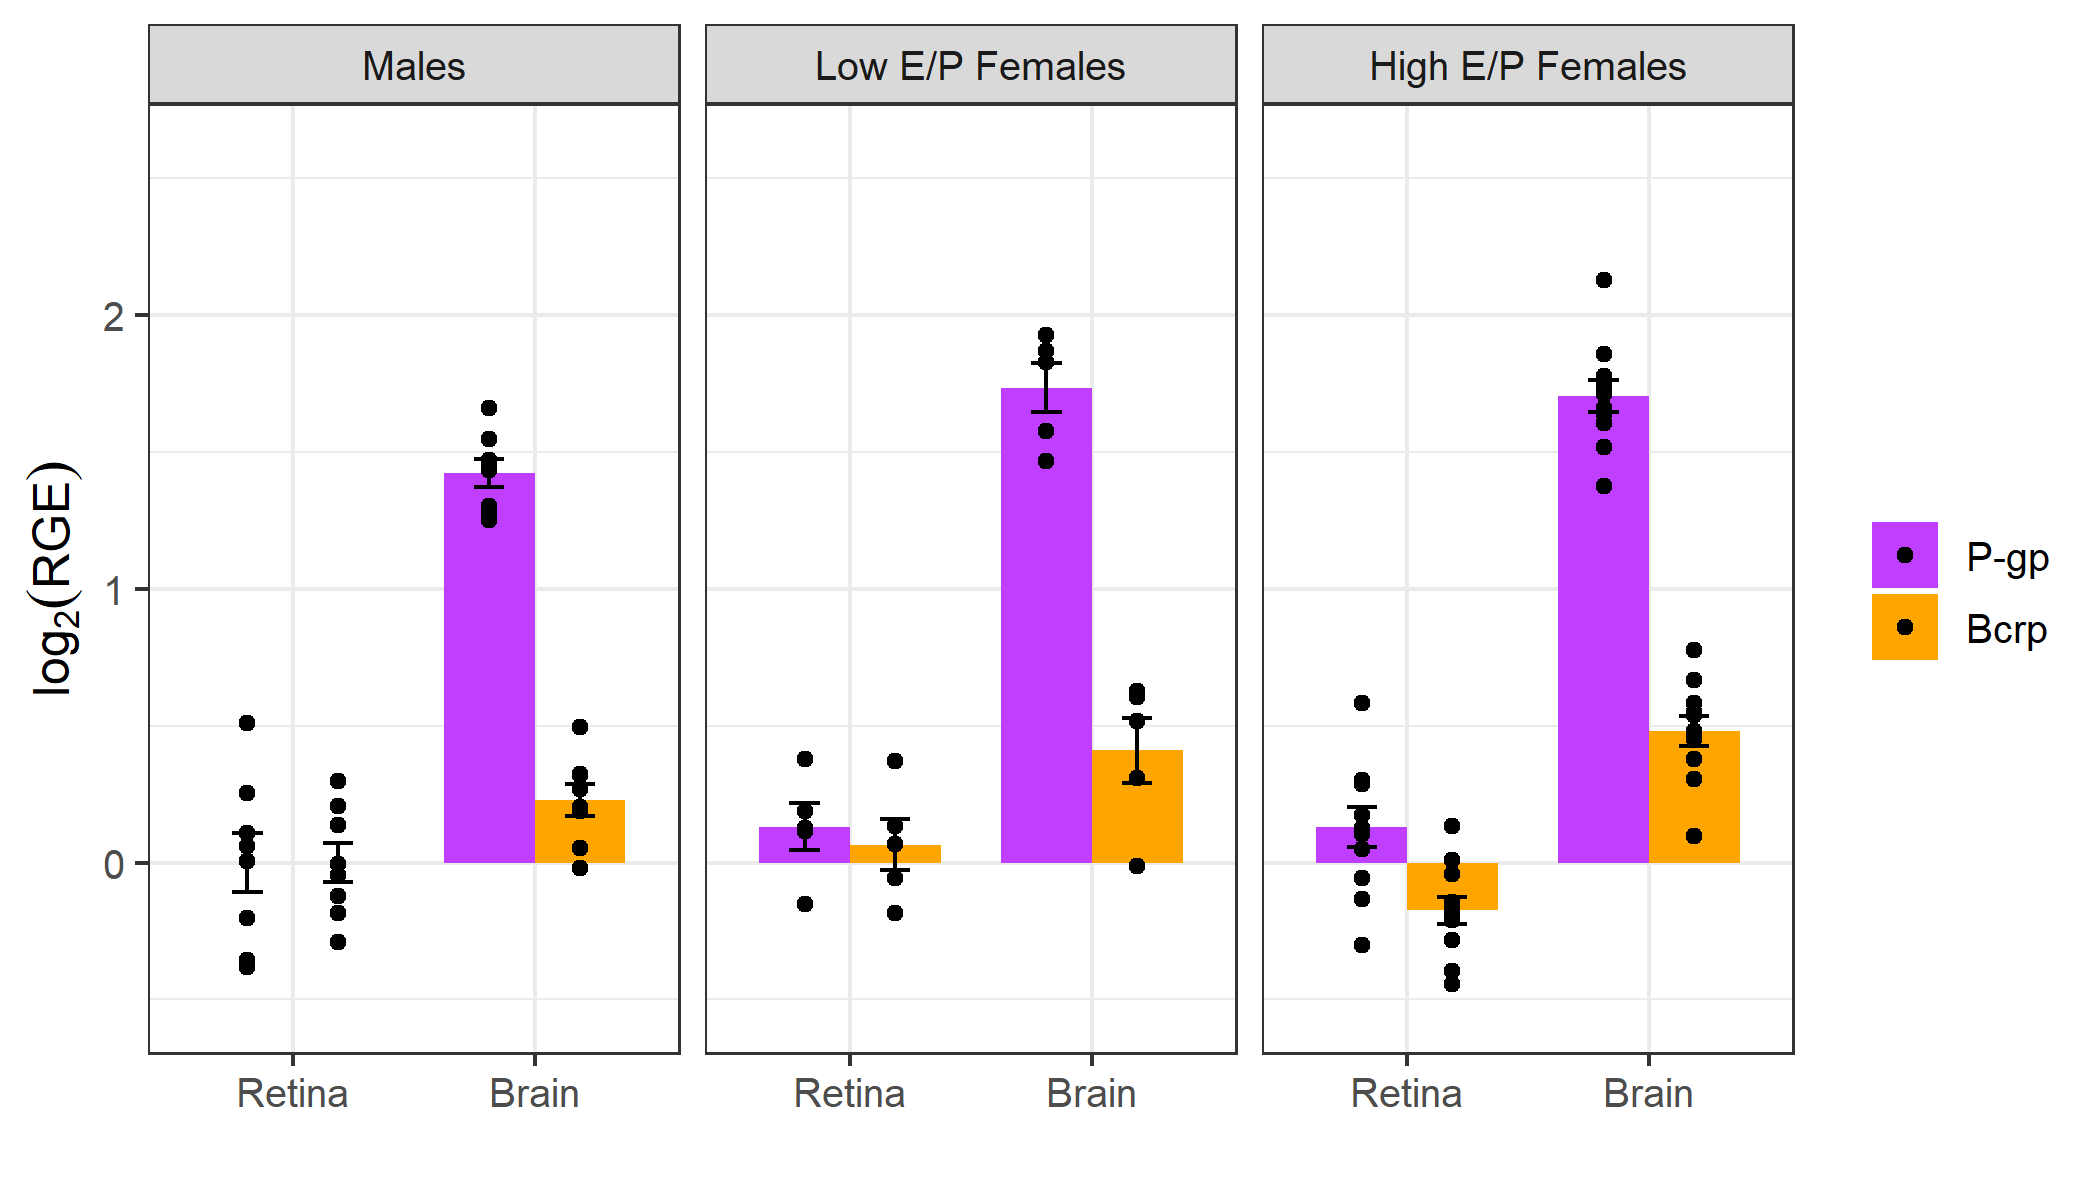 Males
Low E/P Females
High E/P Females
log₂(RGE)
2
1
0
Retina
Brain
Retina
Brain
Retina
Brain
P-gp
Bcrp